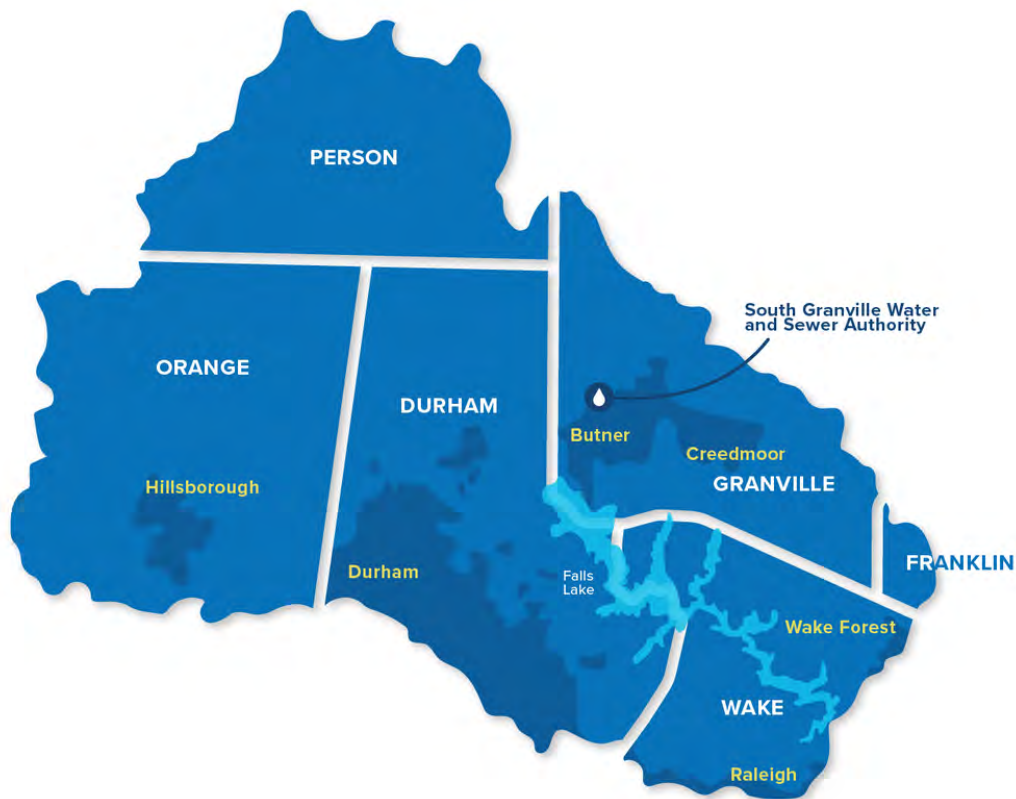 PERSON
South Granville Water
and Sewer Authority
ORANGE
DURHAM
Butner
Creedmoor
GRANVILLE
Hillsborough
Durham
Falls
Lake
FRANKLIN
Wake Forest
WAKE
Raleigh